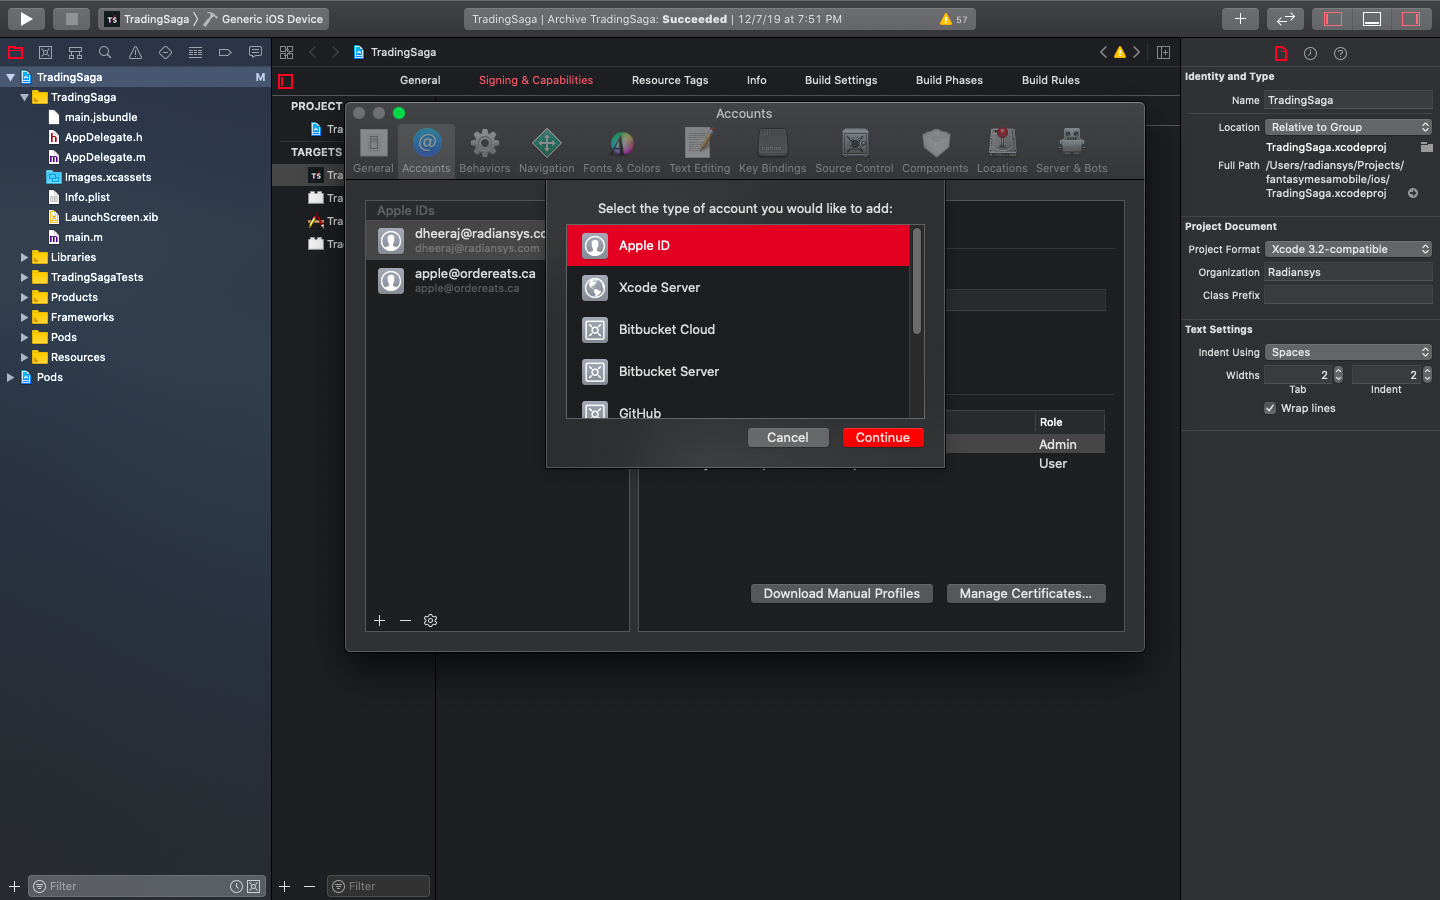 TS TradingSaga
Generic iOS Device
TradingSaga | Archive TradingSaga: Succeeded | 12/7/19 at 7:51 PM
57
TradingSaga M
TradingSaga
main.jsbundle
h AppDelegate.h
m AppDelegate.m
Images.xcassets
Info.plist
LaunchScreen.xib
m main.m
Libraries
TradingSagaTests
Products
Frameworks
Pods
Resources
Pods
Filter
TradingSaga
General
Signing & Capabilities
Resource Tags
Info
Build Settings
Build Phases
Build Rules
PROJECT
Tra
TARGETS
TS Tra
Tra
Tra
Tra
Filter
Accounts
General
Accounts
Behaviors
Navigation
Fonts & Colors
Text Editing
Key Bindings
Source Control
Components
Locations
Server & Bots
Apple IDs
dheeraj@radiansys.co
dheeraj@radiansys.com
apple@ordereats.ca
apple@ordereats.ca
Select the type of account you would like to add:
Apple ID
Xcode Server
Bitbucket Cloud
Bitbucket Server
GitHub
Cancel
Continue
Role
Admin
User
Download Manual Profiles
Manage Certificates...
Identity and Type
Name TradingSaga
Location Relative to Group
TradingSaga.xcodeproj
Full Path /Users/radiansys/Projects/
fantasymesamobile/ios/
TradingSaga.xcodeproj
Project Document
Project Format Xcode 3.2-compatible
Organization Radiansys
Class Prefix
Text Settings
Indent Using Spaces
Widths 2 2
Tab Indent
Wrap lines